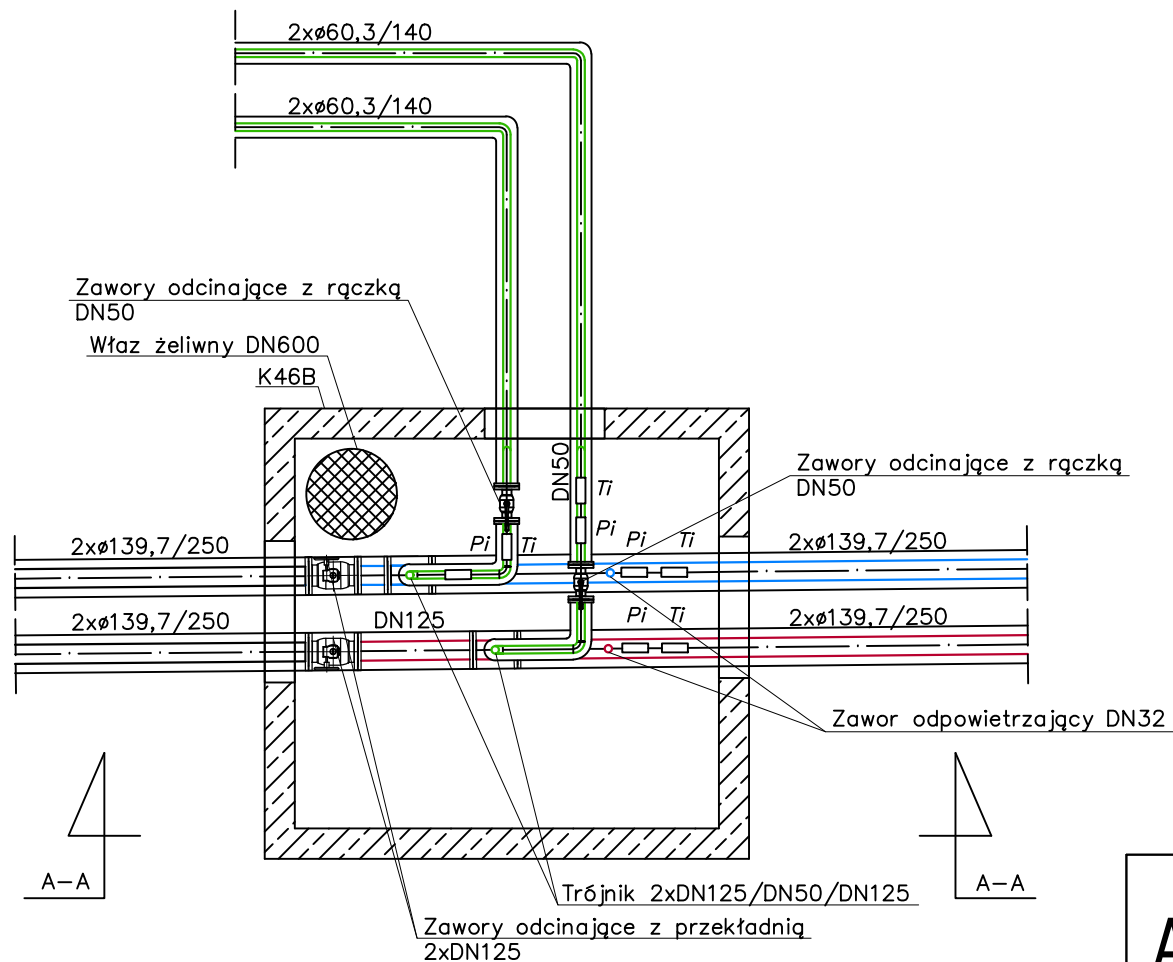 2xø60,3/140
2xø60,3/140
Zawory odcinające z rączką
DN50
Właz żeliwny DN600
K46B
DN50
Zawory odcinające z rączką
DN50
Ti
Pi
Pi Ti
Pi Ti
2xø139,7/250
2xø139,7/250
2xø139,7/250
DN125
Pi Ti
2xø139,7/250
Zawor odpowietrzający DN32
A-A
A-A
Trójnik 2xDN125/DN50/DN125
Zawory odcinające z przekładnią
2xDN125